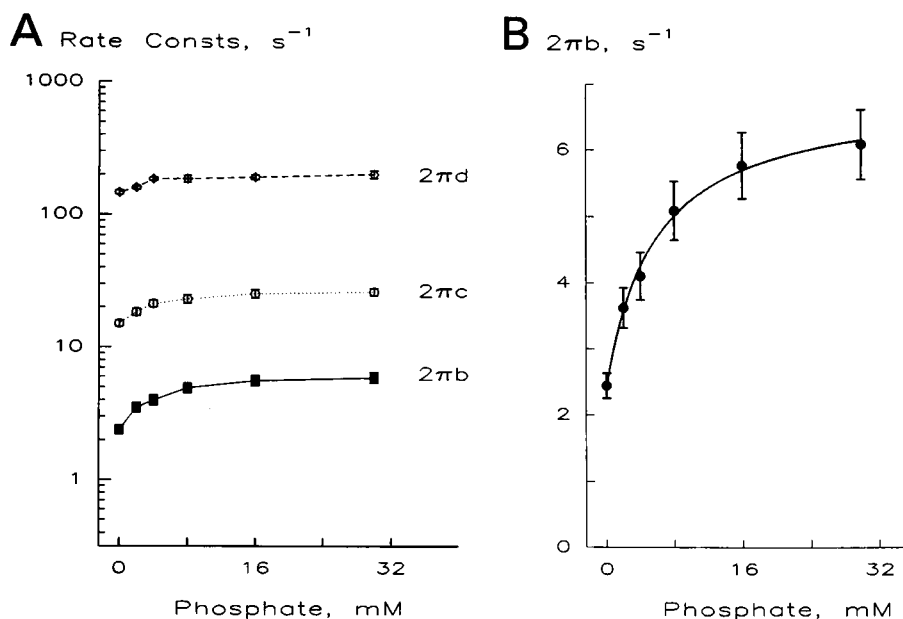 A Rate Consts, s⁻¹
1000
100
10
1
2πd
2πc
2πb
0 16 32
Phosphate, mM
B 2πb, s⁻¹
6
4
2
0
0 16 32
Phosphate, mM